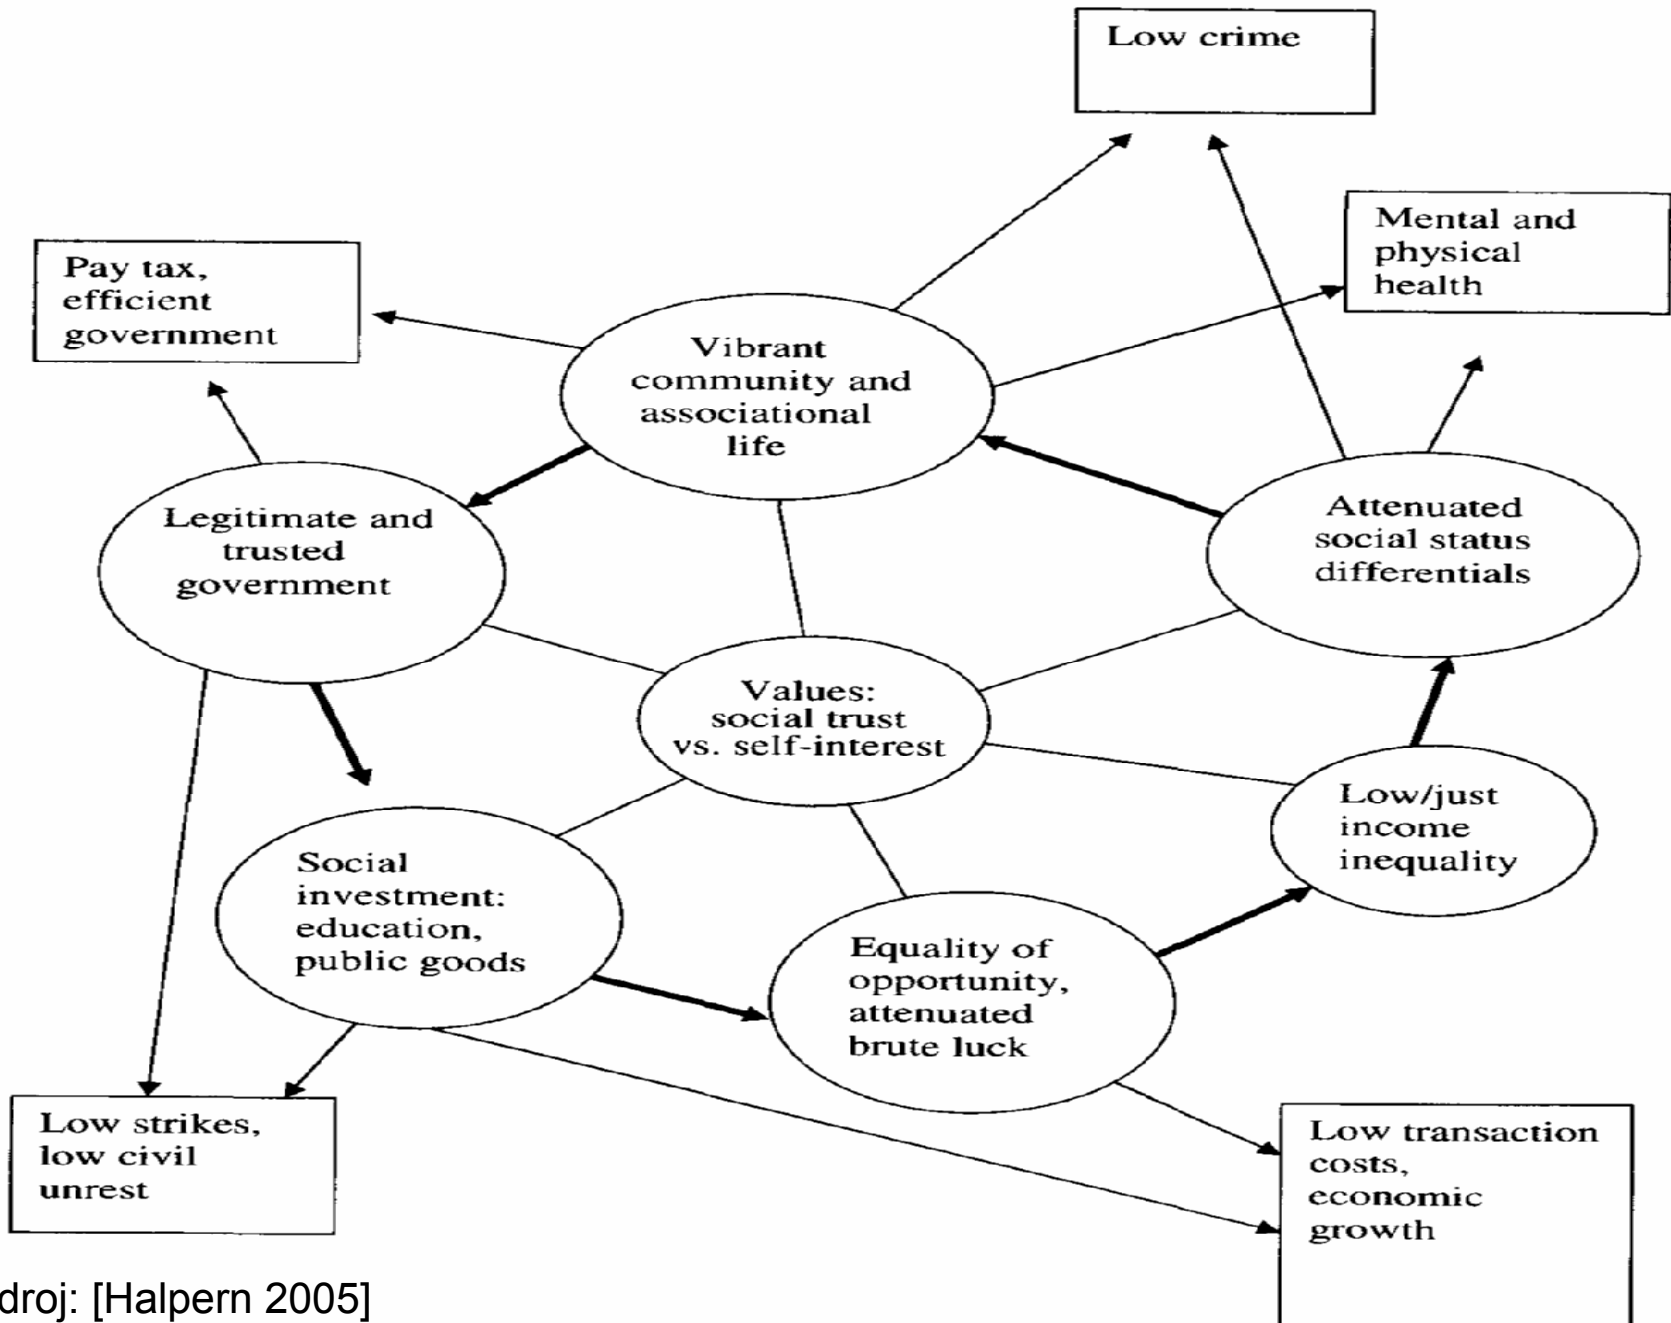 Low crime
Mental and
physical
health
Pay tax,
efficient
government
Vibrant
community and
associational
life
Legitimate and
trusted
government
Attenuated
social status
differentials
Values:
social trust
vs. self-interest
Low/just
income
inequality
Social
investment:
education,
public goods
Equality of
opportunity,
attenuated
brute luck
Low strikes,
low civil
unrest
Low transaction
costs,
economic
growth
droj: [Halpern 2005]